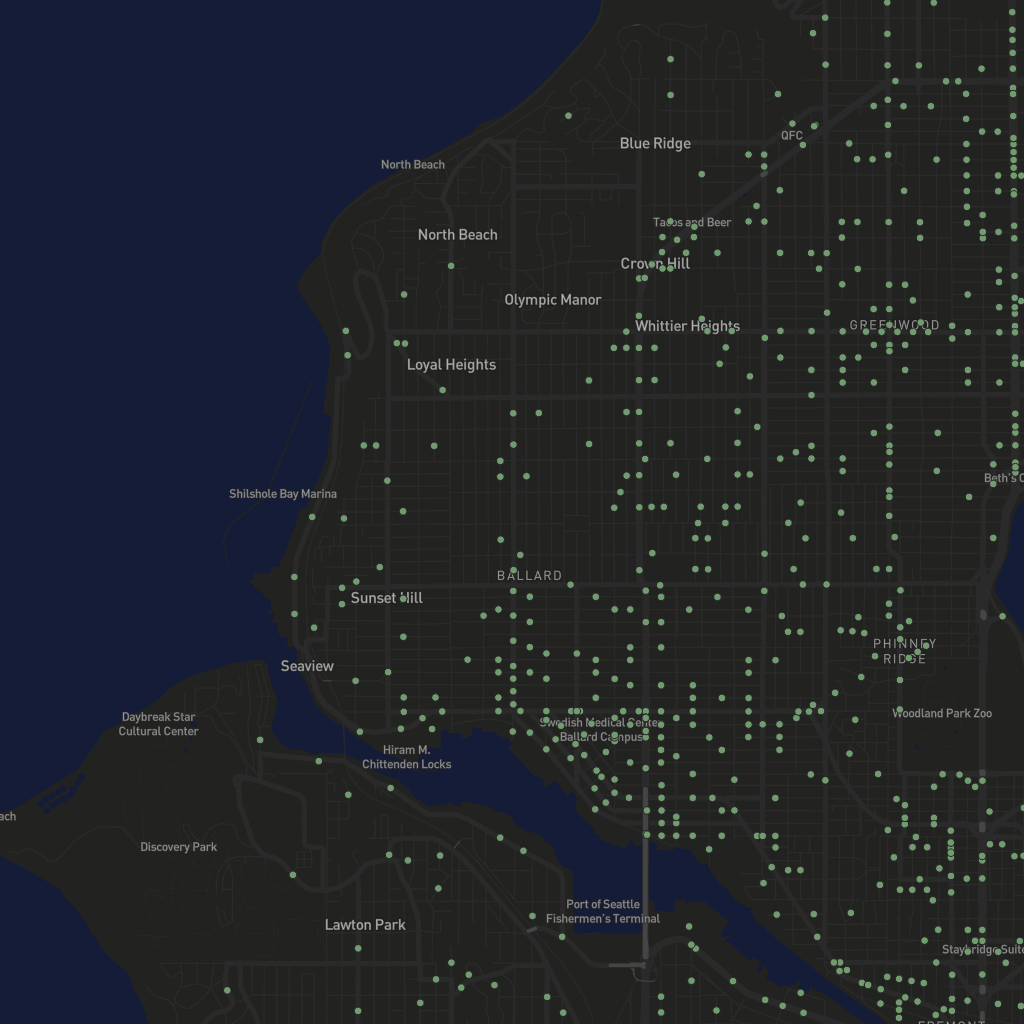 QFC
Blue Ridge
North Beach
Tacos and Beer
North Beach
Crown Hill
Olympic Manor
Whittier Heights
GREENWOOD
Loyal Heights
Beth's C
Shilshole Bay Marina
BALLARD
Sunset Hill
PHINNEY
RIDGE
Seaview
Woodland Park Zoo
Daybreak Star
Cultural Center
Swedish Medical Center
Ballard Campus
Hiram M.
Chittenden Locks
ach
Discovery Park
Port of Seattle
Fishermen's Terminal
Lawton Park
Staybridge Suite
FREMONT